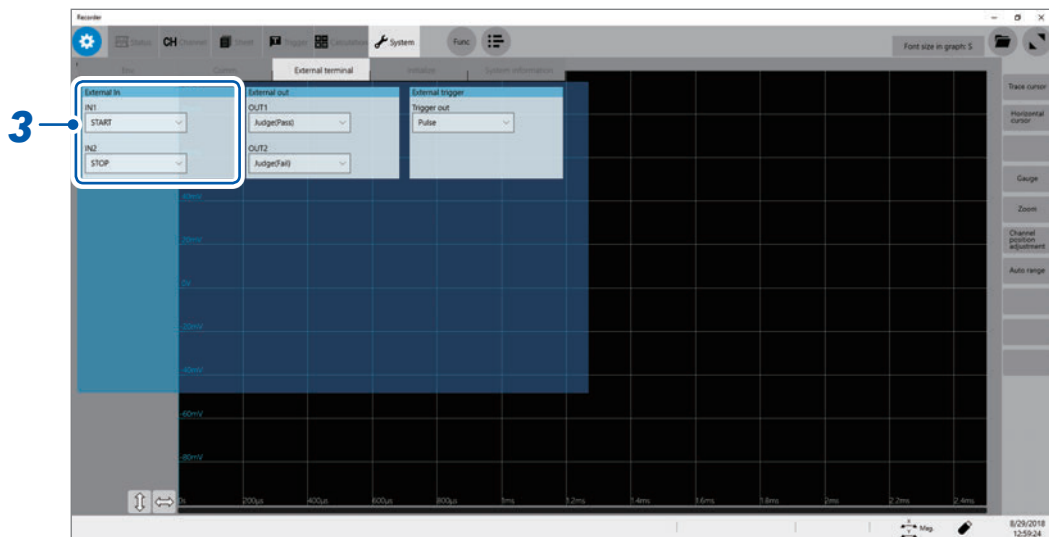 Recorder
Status CH Channel Sheet Trigger Calculation System Func Font size in graph: S
Env Comm External terminal Initialize System information
Trace cursor
External In External out External trigger
IN1 OUT1 Trigger out
START Judge(Pass) Pulse
Horizontal
cursor
3
IN2 OUT2
STOP Judge(Fail)
Gauge
40mV
Zoom
20mV
Channel
position
adjustment
0v
Auto range
-20mV
-40mV
-60mV
-80mV
0s 200µs 400µs 600µs 800µs 1ms 1.2ms 1.4ms 1.6ms 1.8ms 2ms 2.2ms 2.4ms
X
Y
Mag.
8/29/2018
12:59:24